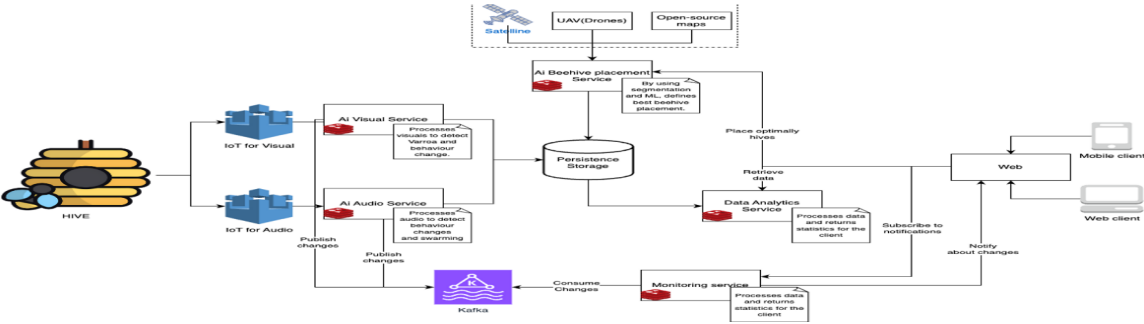 Satelline
UAV(Drones)
Open-source
maps
Ai Beehive placement
Service
By using
segmentation
and ML, defines
best beehive
placement.
Ai Visual Service
Processes
visuals to detect
Varroa and
behaviour
change.
IoT for Visual
Place optimally
hives
Mobile client
Persistence
Storage
Web
Retrieve
data
HIVE
Ai Audio Service
Processes
audio to detect
behaviour
changes
and swarming
IoT for Audio
Data Analytics
Service
Processes data
and returns
statistics for the
client
Subscribe to
notifications
Web client
Publish
changes
Publish
changes
Notify
about changes
Kafka
Consume
Changes
Monitoring service
Processes data
and returns
statistics for the
client